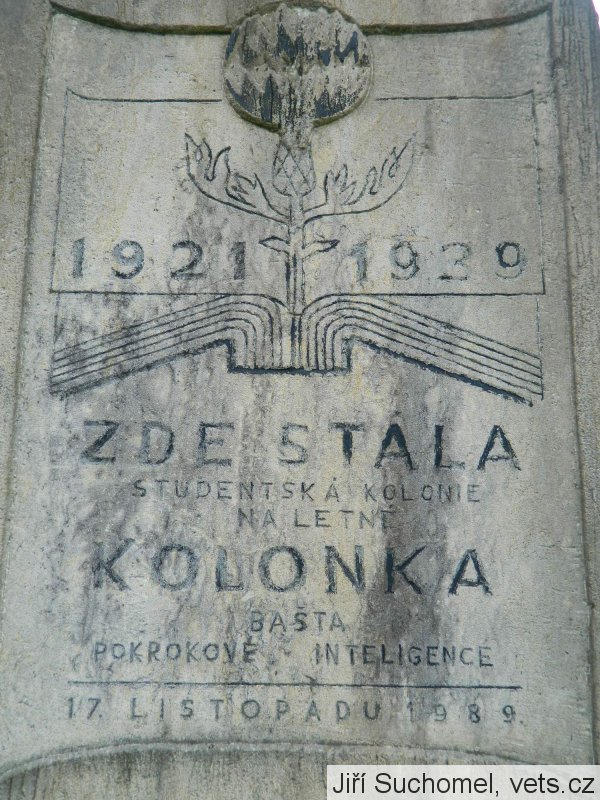 1921 1939
ZDE STÁLA
STUDENTSKÁ KOLONIE
NA LETNÉ
KOLONKA
BAŠTA
POKROKOVÉ INTELIGENCE
17. LISTOPADU 1989.
Jiří Suchomel, vets.cz